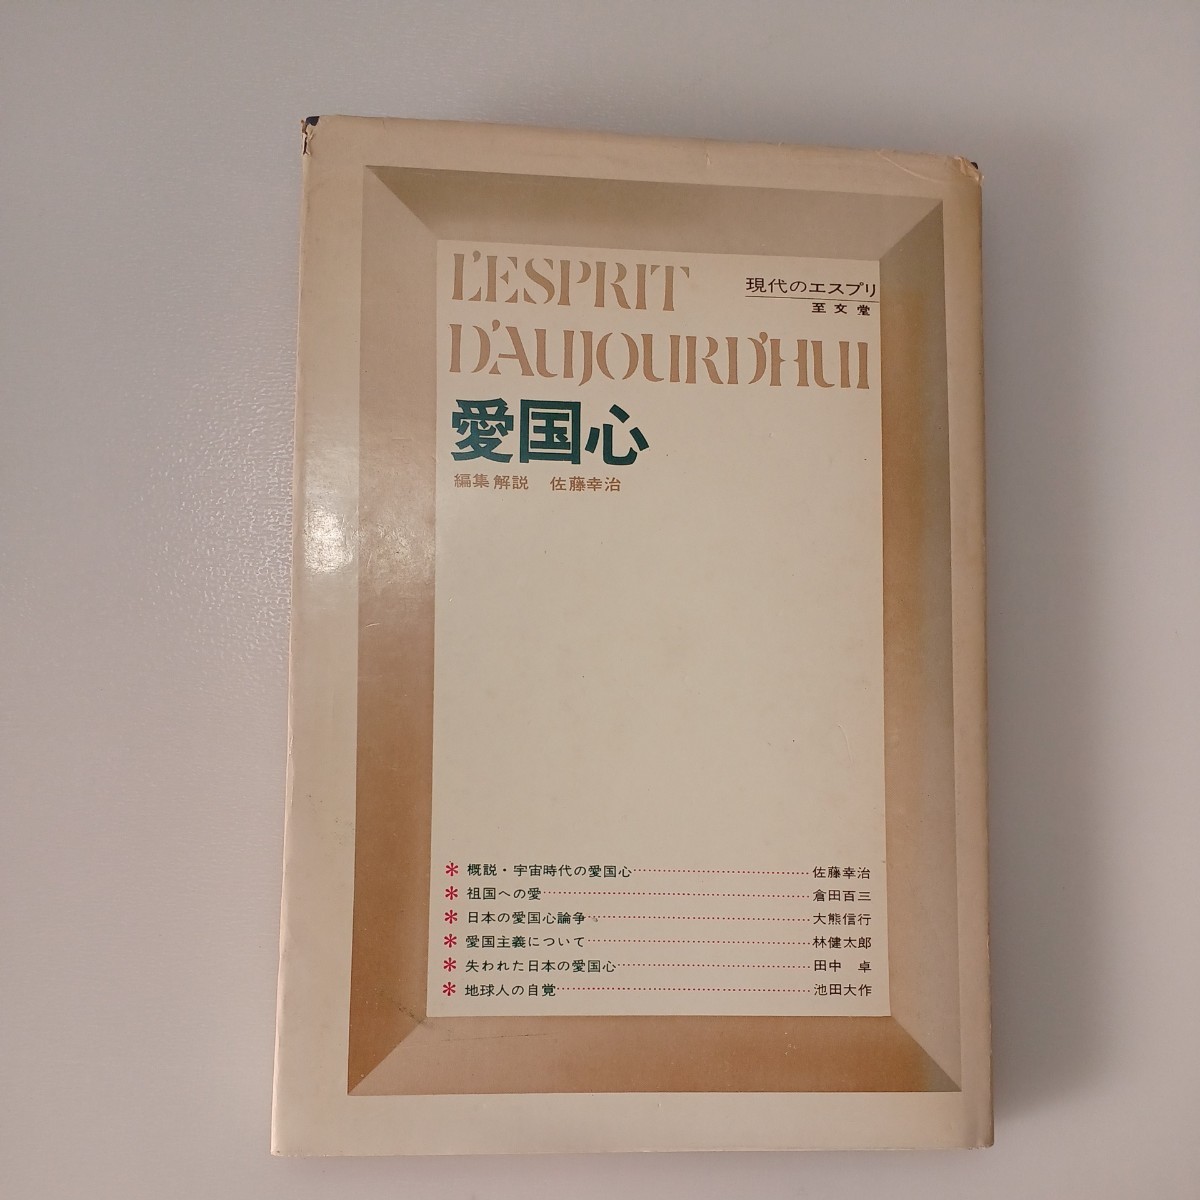 L'ESPRIT
D'AUJOURD'HUI
現代のエスプリ
至文堂
愛国心
編集解説 佐藤幸治
＊ 概説・宇宙時代の愛国心………………佐藤幸治
＊ 祖国への愛………………倉田百三
＊ 日本の愛国心論争………………大熊信行
＊ 愛国主義について………………林健太郎
＊ 失われた日本の愛国心………………田中 卓
＊ 地球人の自覚………………池田大作